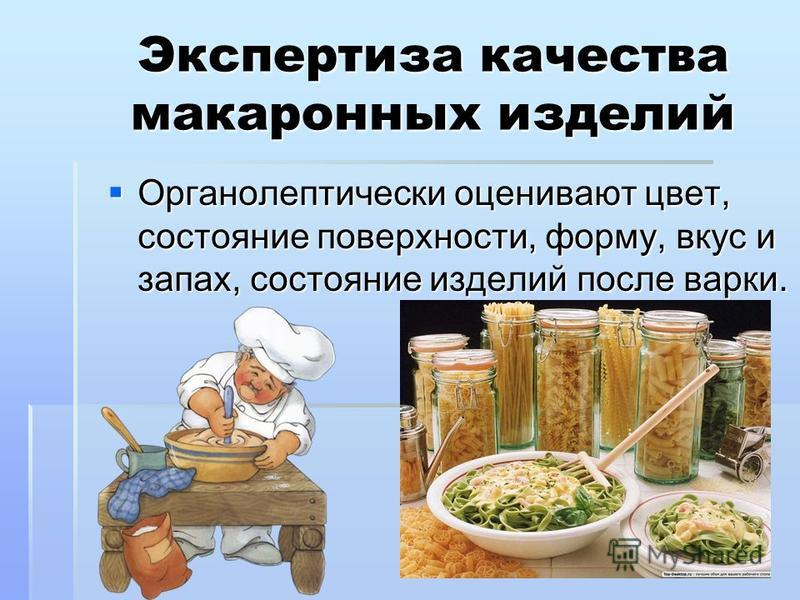 Экспертиза качества
макаронных изделий
Органолептически оценивают цвет,
состояние поверхности, форму, вкус и
запах, состояние изделий после варки.
MyShared